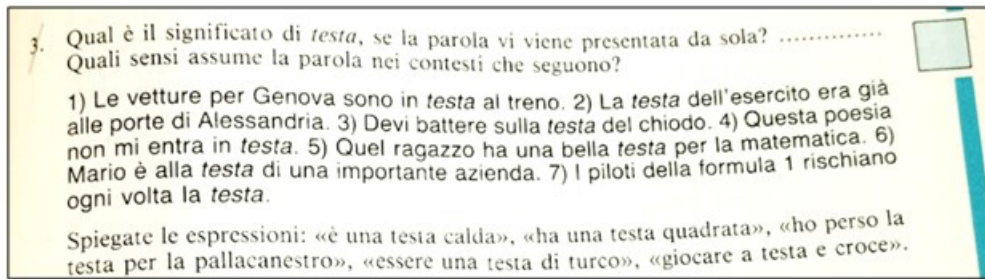 3. Qual è il significato di testa, se la parola vi viene presentata da sola? ..............
Quali sensi assume la parola nei contesti che seguono?
1) Le vetture per Genova sono in testa al treno. 2) La testa dell'esercito era già
alle porte di Alessandria. 3) Devi battere sulla testa del chiodo. 4) Questa poesia
non mi entra in testa. 5) Quel ragazzo ha una bella testa per la matematica. 6)
Mario è alla testa di una importante azienda. 7) I piloti della formula 1 rischiano
ogni volta la testa.
Spiegate le espressioni: «è una testa calda», «ha una testa quadrata», «ho perso la
testa per la pallacanestro», «essere una testa di turco», «giocare a testa e croce».